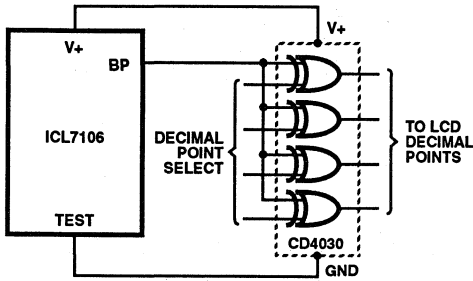 V+
V+
BP
ICL7106
DECIMAL
POINT
SELECT
TO LCD
DECIMAL
POINTS
TEST
CD4030
GND